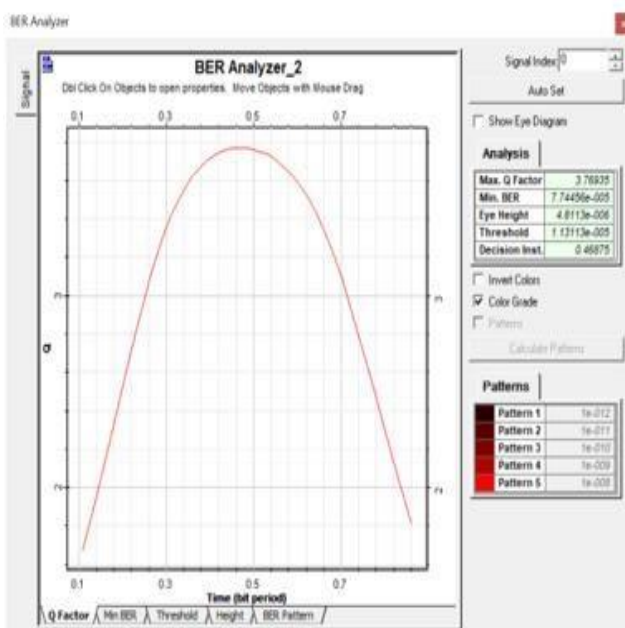 BER Analyzer
x
Signal
BER Analyzer_2
Dbl Click On Objects to open properties. Move Objects with Mouse Drag
0.1 0.3 0.5 0.7
3
3
Q
2
2
0.1 0.3 0.5 0.7
Time (bit period)
Q Factor Min BER Threshold Height BER Pattern
Signal Index: 0
Auto Set
Show Eye Diagram
Analysis
Max. Q Factor 3.76935
Min. BER 7.74456e-005
Eye Height 4.8113e-006
Threshold 1.13113e-005
Decision Inst. 0.46875
Invert Colors
Color Grade
Patterns
Calculate Patterns
Patterns
Pattern 1 1e-012
Pattern 2 1e-011
Pattern 3 1e-010
Pattern 4 1e-009
Pattern 5 1e-008